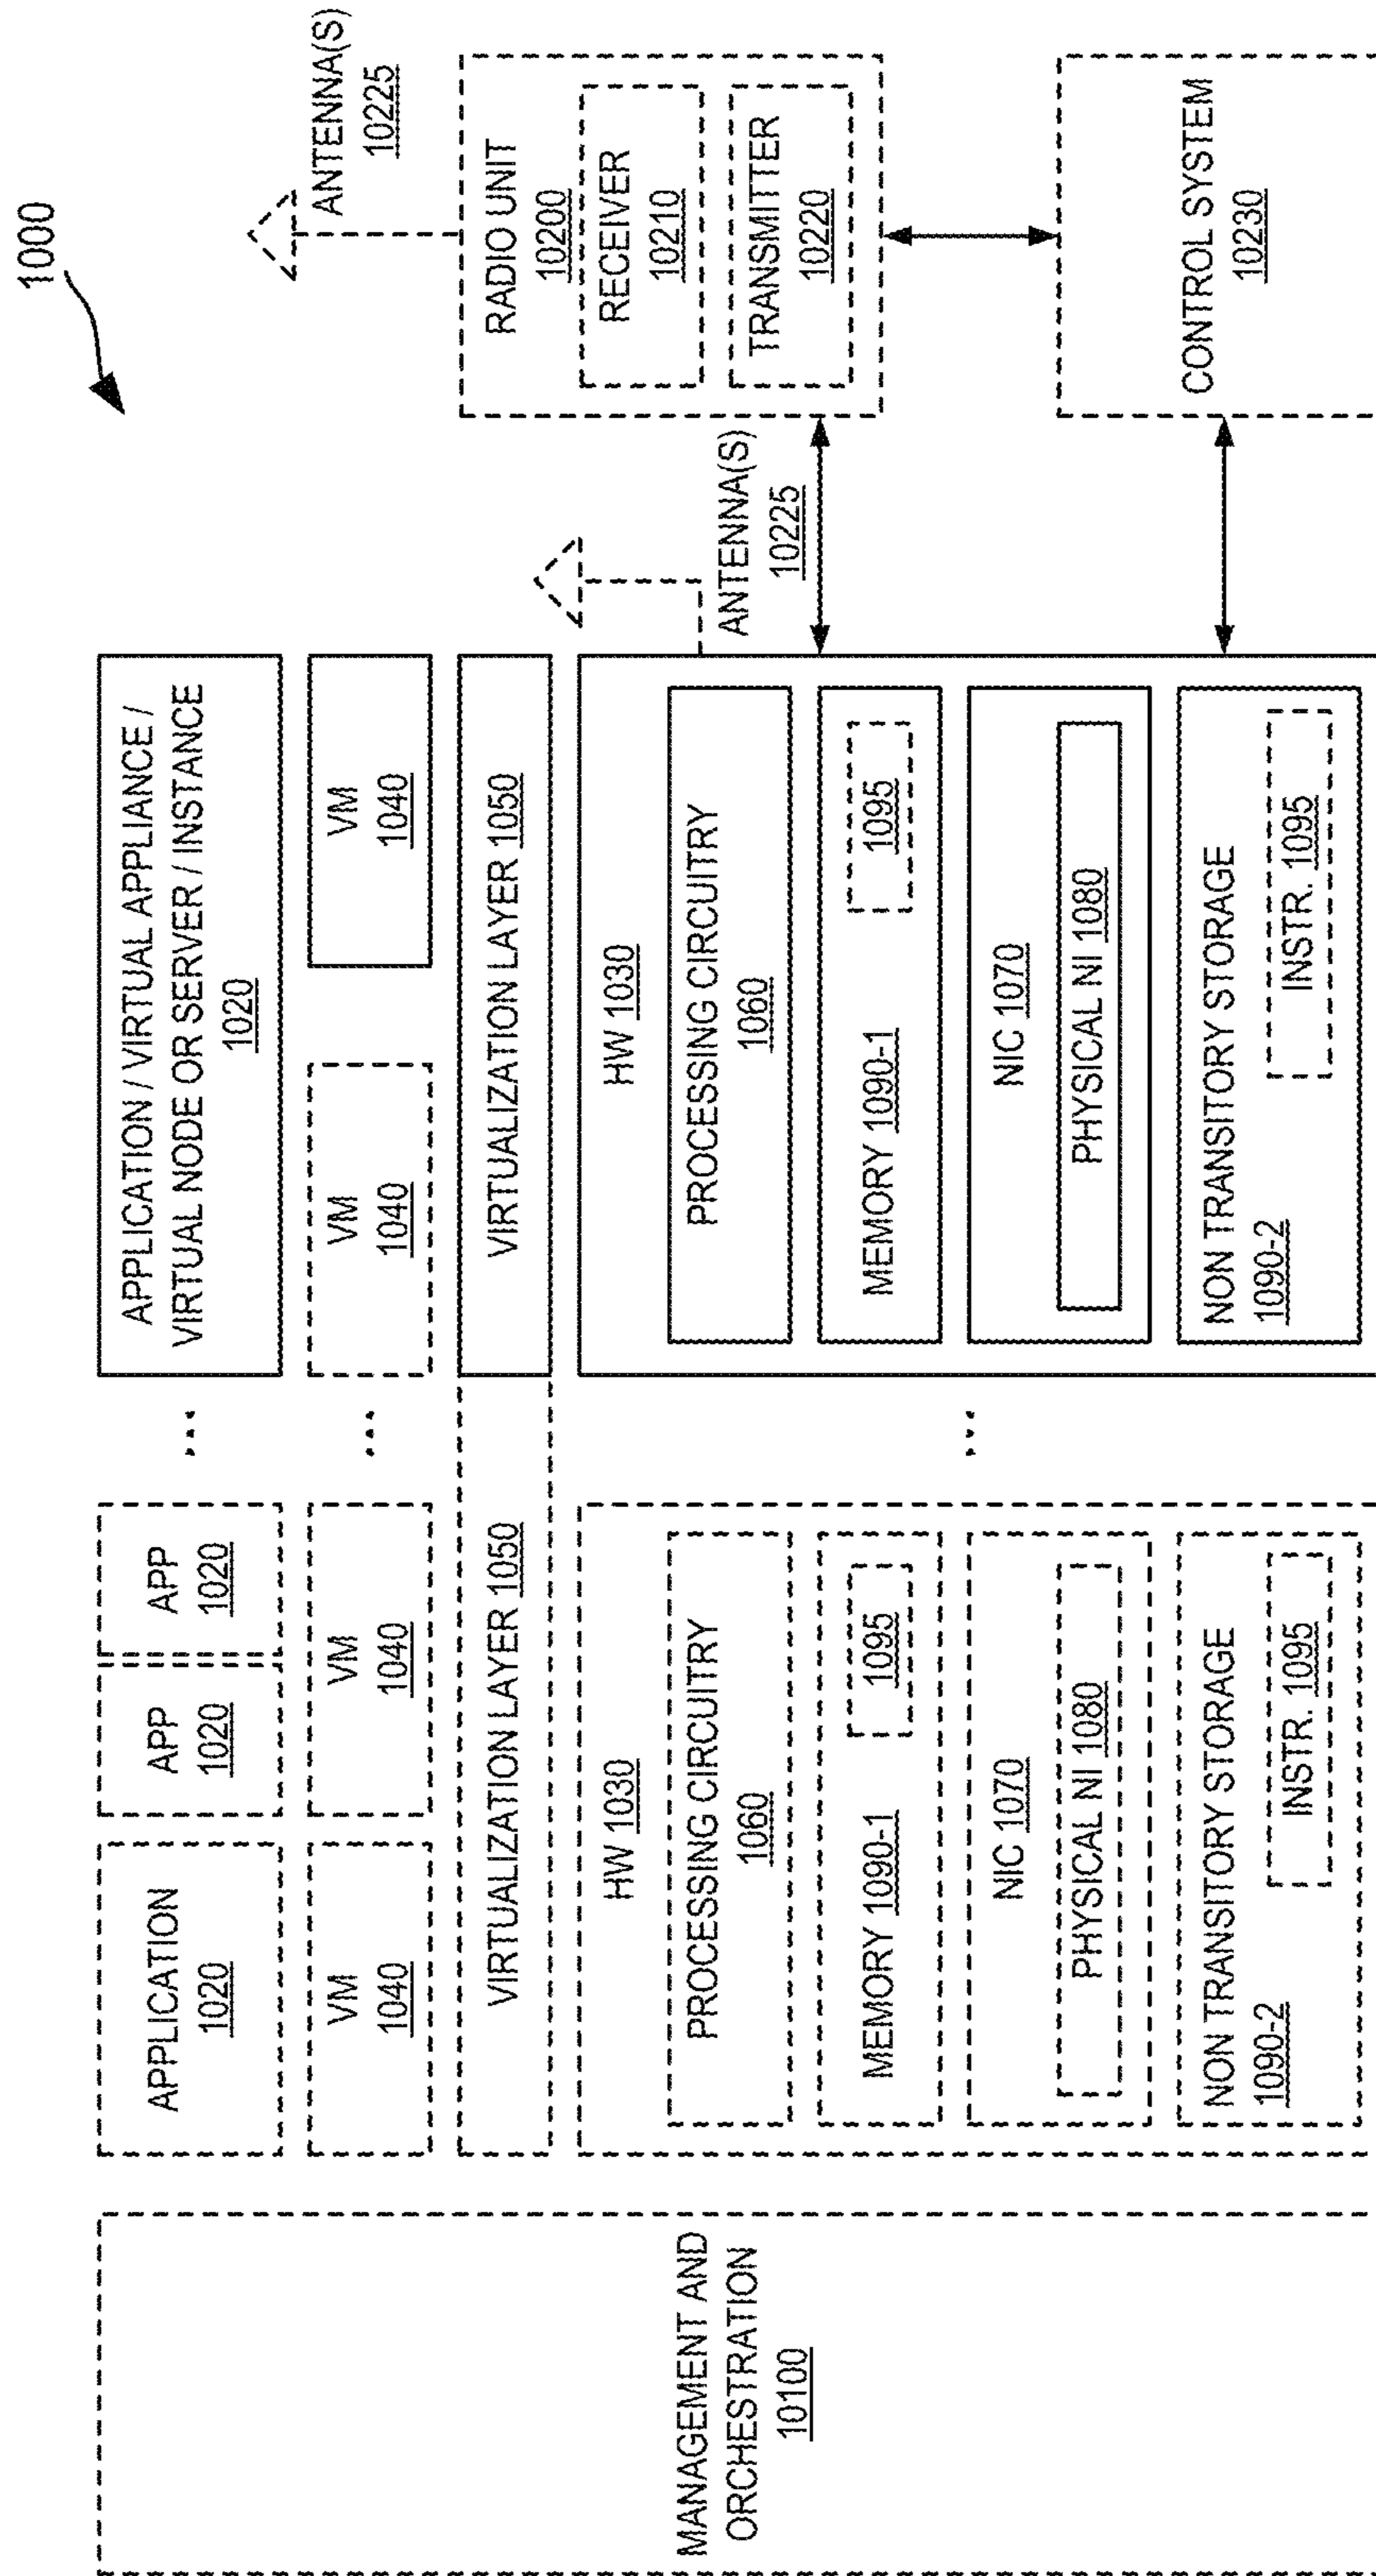 1000
MANAGEMENT AND
ORCHESTRATION
10100
APPLICATION
1020
APP
1020
APP
1020
...
APPLICATION / VIRTUAL APPLIANCE /
VIRTUAL NODE OR SERVER / INSTANCE
1020
VM
1040
VM
1040
...
VM
1040
VM
1040
VIRTUALIZATION LAYER 1050
VIRTUALIZATION LAYER 1050
HW 1030
PROCESSING CIRCUITRY
1060
MEMORY 1090-1
1095
NIC 1070
PHYSICAL NI 1080
NON TRANSITORY STORAGE
1090-2
INSTR. 1095
...
HW 1030
PROCESSING CIRCUITRY
1060
MEMORY 1090-1
1095
NIC 1070
PHYSICAL NI 1080
NON TRANSITORY STORAGE
1090-2
INSTR. 1095
ANTENNA(S)
10225
ANTENNA(S)
10225
RADIO UNIT
10200
RECEIVER
10210
TRANSMITTER
10220
CONTROL SYSTEM
10230